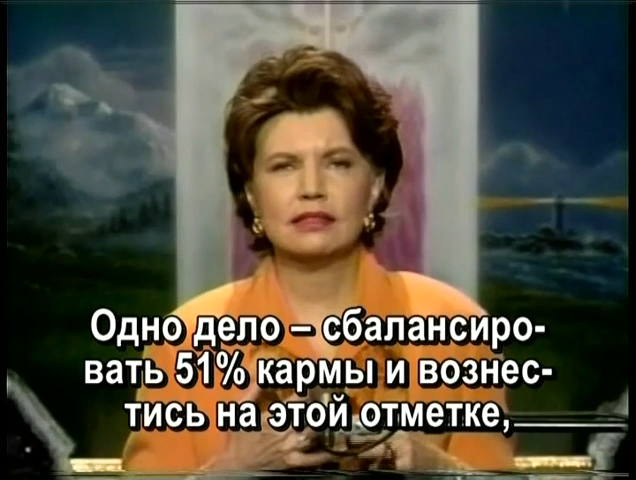 Одно дело – сбалансиро-
вать 51% кармы и вознес-
тись на этой отметке,